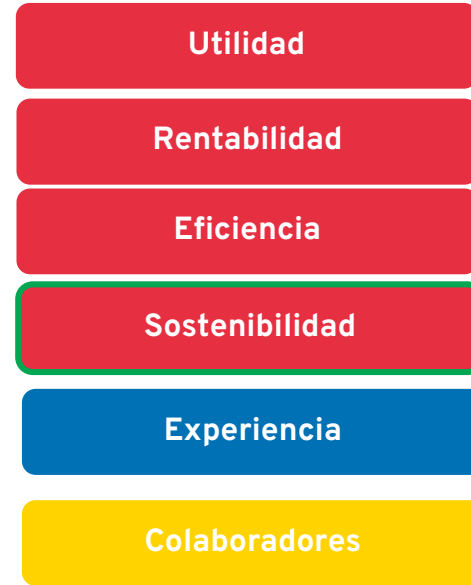 Utilidad
Rentabilidad
Eficiencia
Sostenibilidad
Experiencia
Colaboradores